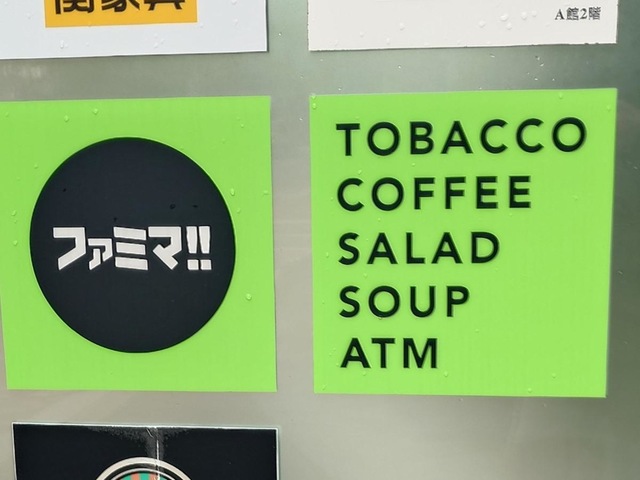 A館2階
ファミマ!!
TOBACCO
COFFEE
SALAD
SOUP
ATM